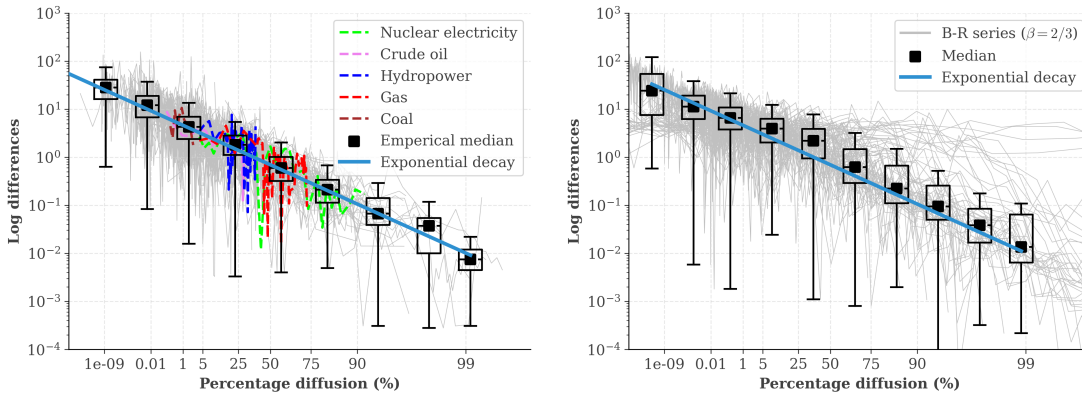 10³
10²
10¹
10⁰
10⁻¹
10⁻²
10⁻³
10⁻⁴
Log differences
Nuclear electricity
Crude oil
Hydropower
Gas
Coal
Emperical median
Exponential decay
1e-09 0.01 1 5 25 50 75 90 99
Percentage diffusion (%)
10³
10²
10¹
10⁰
10⁻¹
10⁻²
10⁻³
10⁻⁴
Log differences
B-R series (β = 2/3)
Median
Exponential decay
1e-09 0.01 1 5 25 50 75 90 99
Percentage diffusion (%)